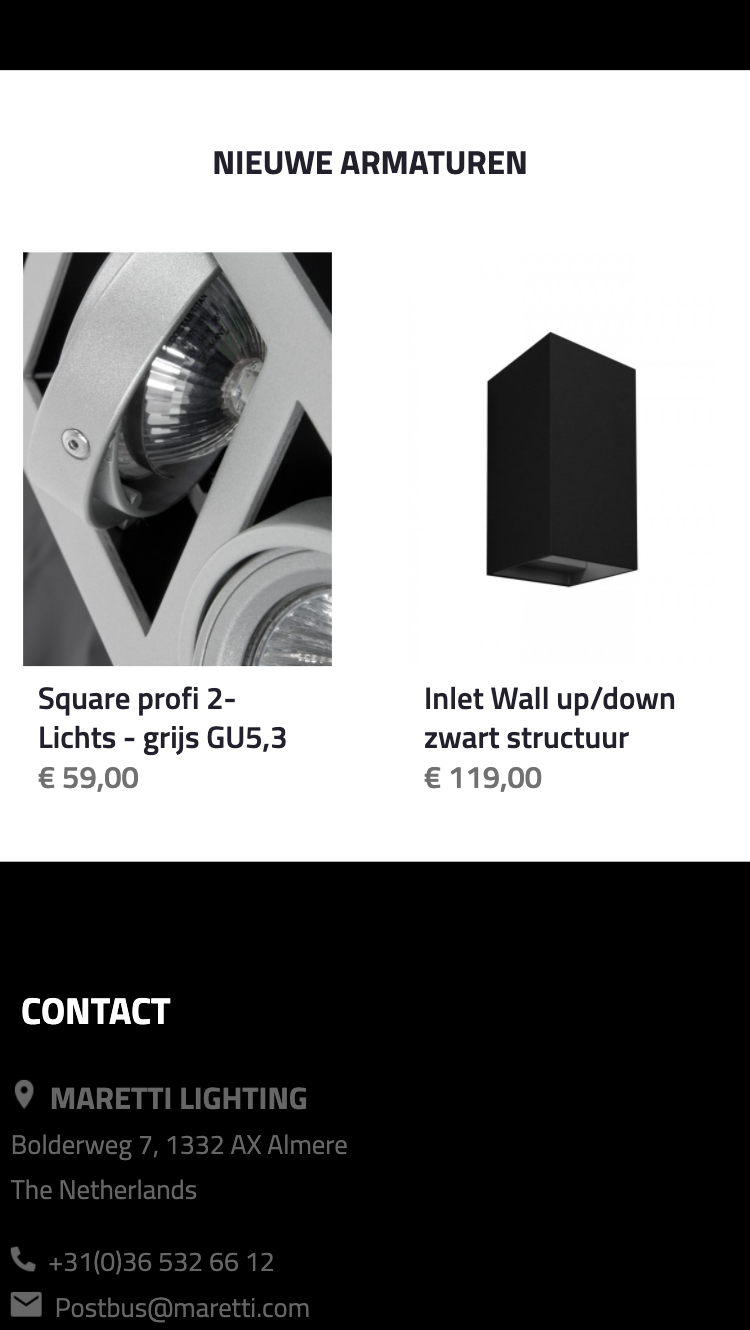 NIEUWE ARMATUREN
Square profi 2-
Lichts - grijs GU5,3
€ 59,00
Inlet Wall up/down
zwart structuur
€ 119,00
CONTACT
MARETTI LIGHTING
Bolderweg 7, 1332 AX Almere
The Netherlands
+31(0)36 532 66 12
Postbus@maretti.com